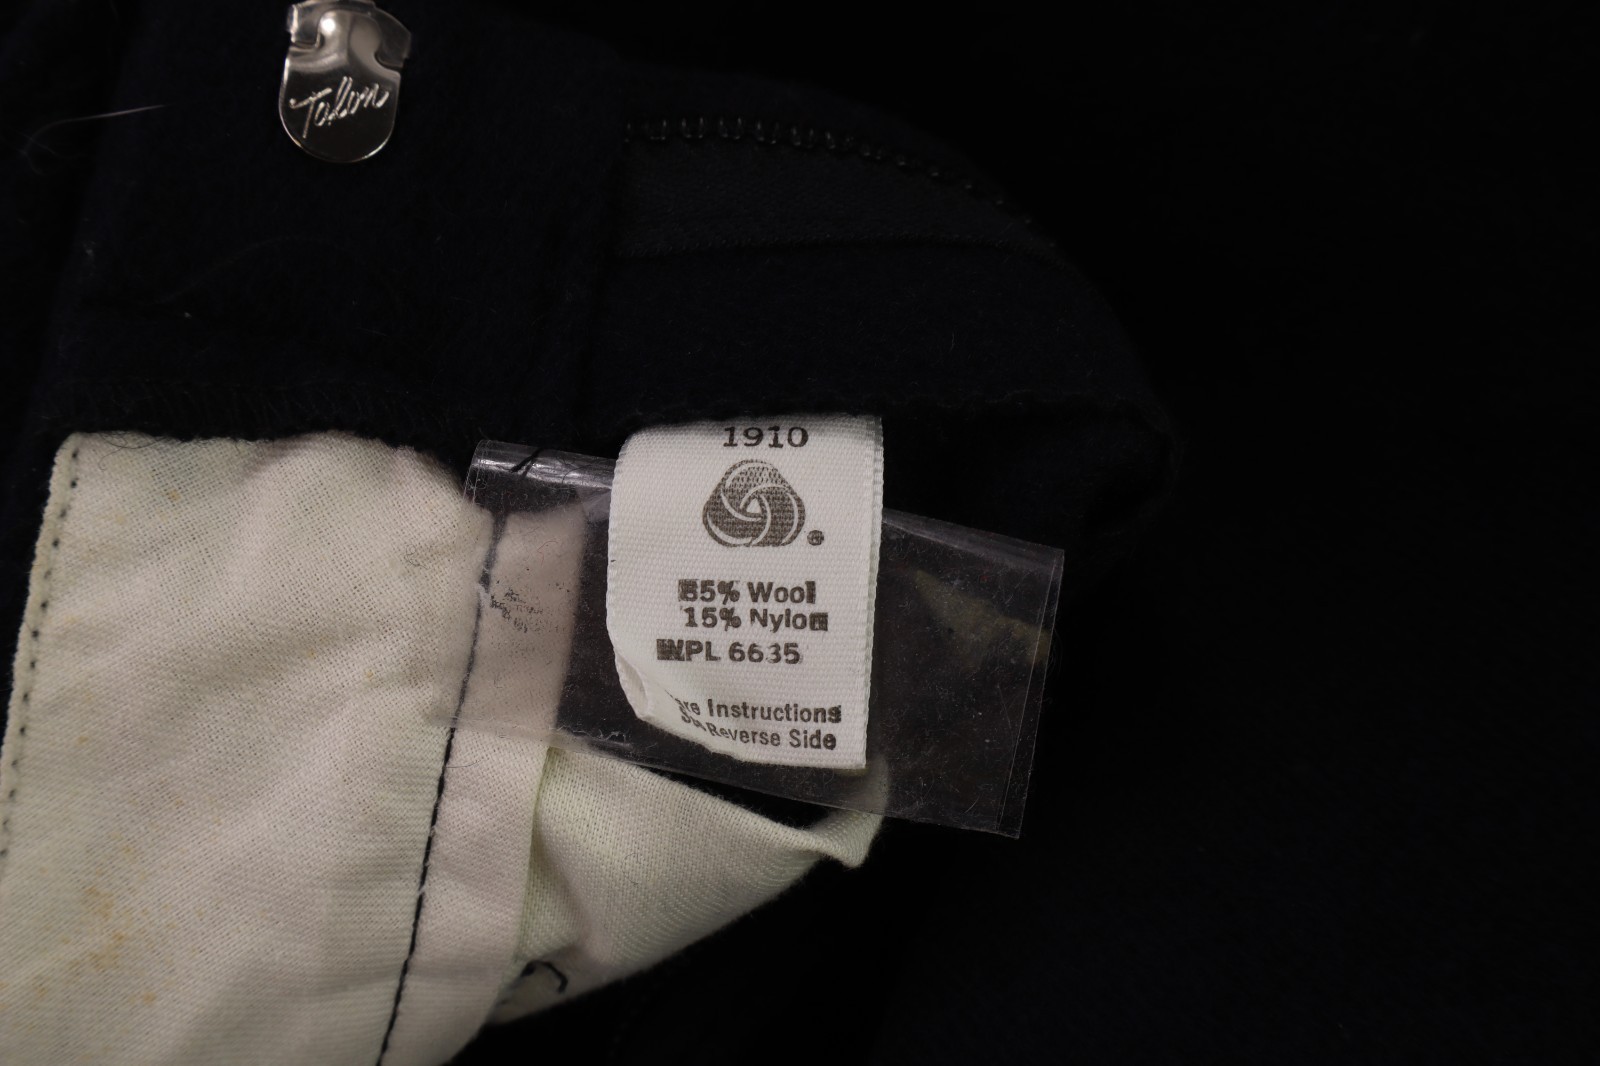 Talon
1910
85% Wool
15% Nylon
WPL 6635
Instructions
Reverse Side